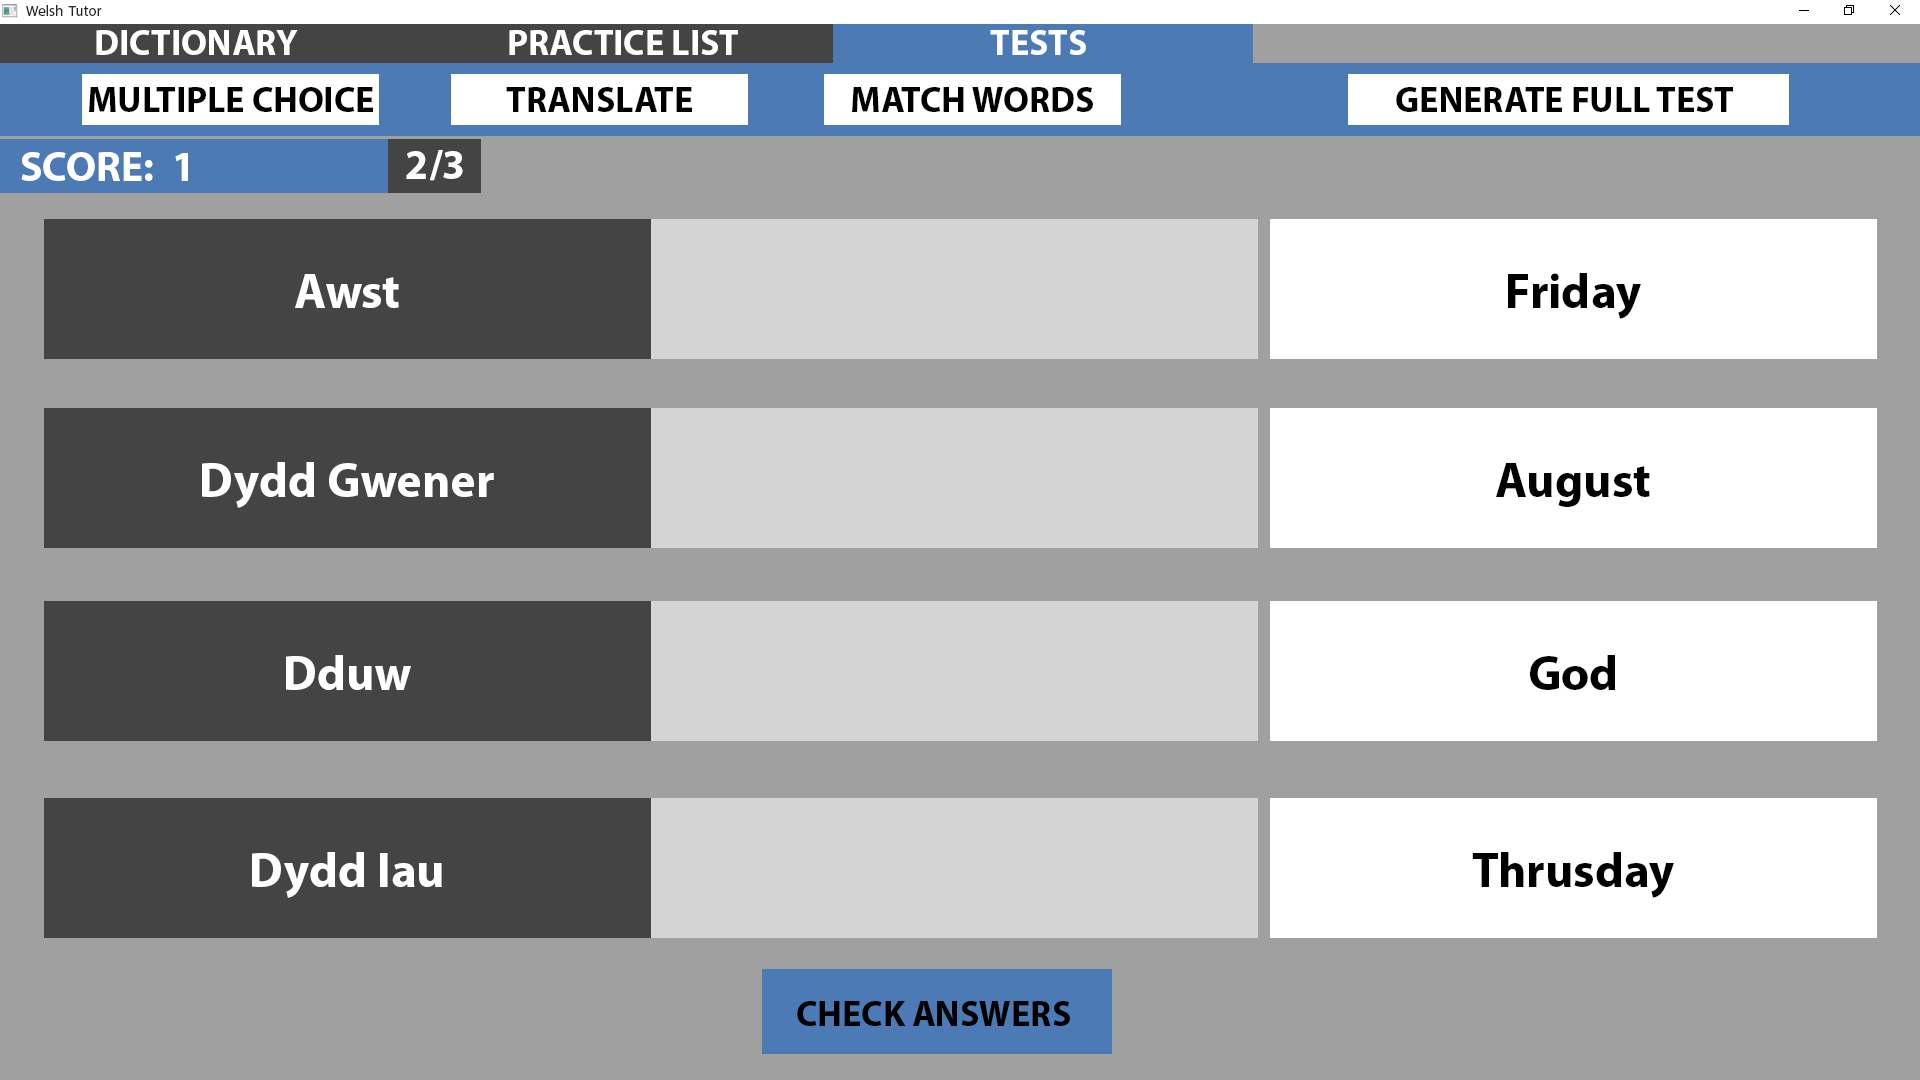 Welsh Tutor
DICTIONARY PRACTICE LIST TESTS
MULTIPLE CHOICE TRANSLATE MATCH WORDS GENERATE FULL TEST
SCORE: 1 2/3
Awst Friday
Dydd Gwener August
Dduw God
Dydd Iau Thrusday
CHECK ANSWERS